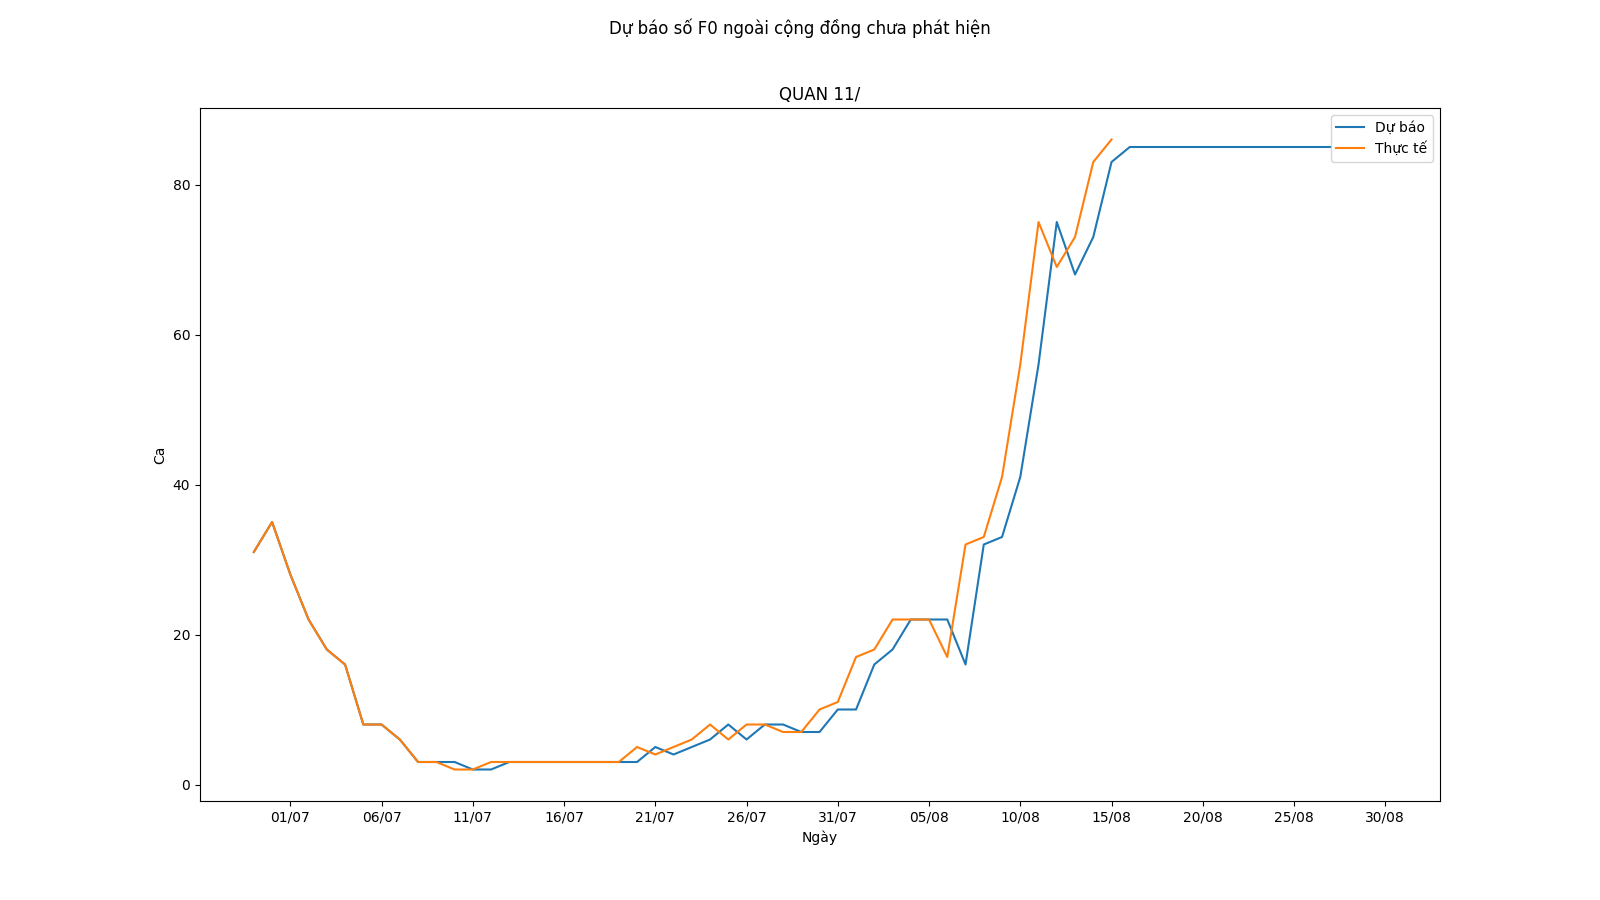 Dự báo số F0 ngoài cộng đồng chưa phát hiện
QUAN 11/
Dự báo
Thực tế
80
60
40
20
0
Ca
01/07 06/07 11/07 16/07 21/07 26/07 31/07 05/08 10/08 15/08 20/08 25/08 30/08
Ngày